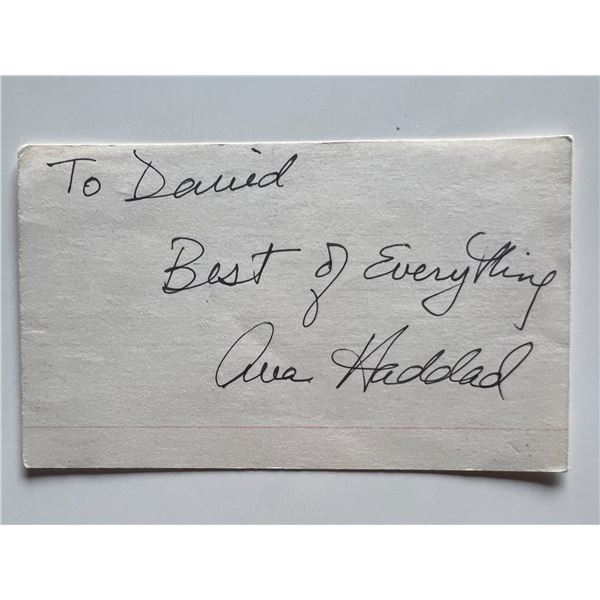 To David
Best of Everything
Ava Haddad